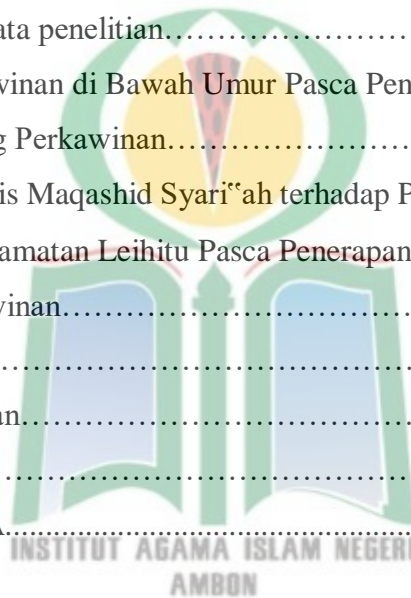 ata penelitian……………………
winan di Bawah Umur Pasca Pen
g Perkawinan……………………
is Maqashid Syari“ah terhadap P
amatan Leihitu Pasca Penerapan
winan……………………………
……………………………………
an…………………………………
……………………………………
A..............................................
INSTITUT AGAMA ISLAM NEGERI
AMBON